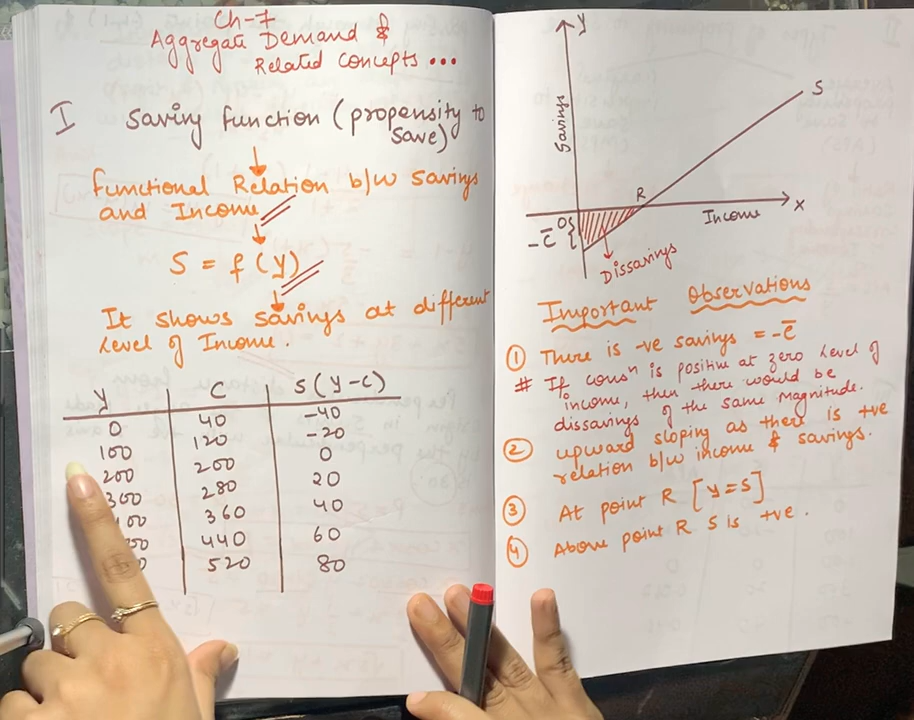 Ch-7
Aggregate Demand &
Related Concepts ...
I Saving function (propensity to
Save)
functional Relation b/w savings
and Income
S = f (y)
It shows savings at different
Level of Income.
y C S (y-c)
0 40 -40
100 120 -20
200 200 0
300 280 20
400 360 40
440 60
520 80
y
Savings
S
R
0
-C̅
Income x
Dissavings
Important Observations
① There is -ve savings = -C̅
# If consⁿ is positive at zero level of
income, then there would be
dissavings of the same magnitude.
② upward sloping as there is +ve
relation b/w income & savings.
③ At point R [y=s]
④ Above point R S is +ve.